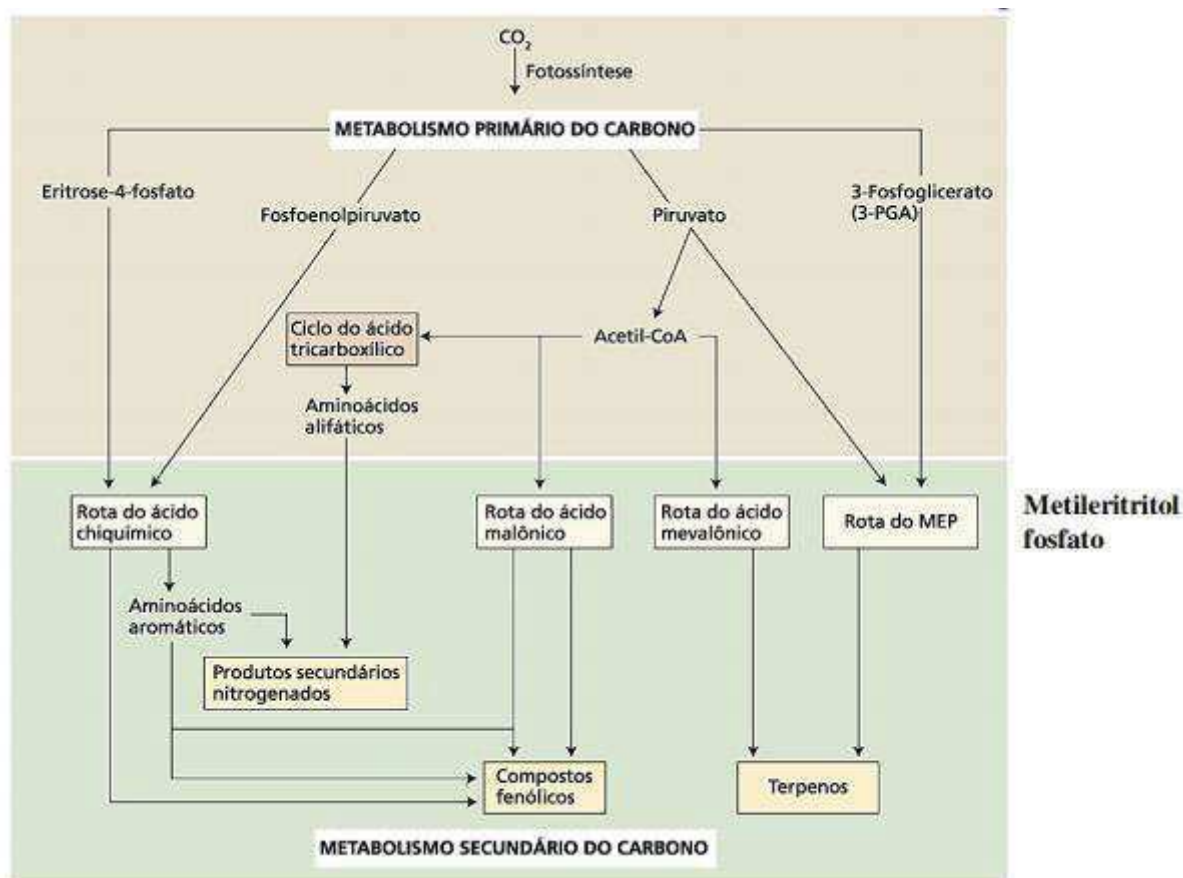 CO2
Fotossíntese
METABOLISMO PRIMÁRIO DO CARBONO
Eritrose-4-fosfato
Fosfoenolpiruvato
Piruvato
3-Fosfoglicerato
(3-PGA)
Ciclo do ácido
tricarboxílico
Acetil-CoA
Aminoácidos
alifáticos
Rota do ácido
chiquímico
Rota do ácido
malônico
Rota do ácido
mevalônico
Rota do MEP
Metileritritol
fosfato
Aminoácidos
aromáticos
Produtos secundários
nitrogenados
Compostos
fenólicos
Terpenos
METABOLISMO SECUNDÁRIO DO CARBONO